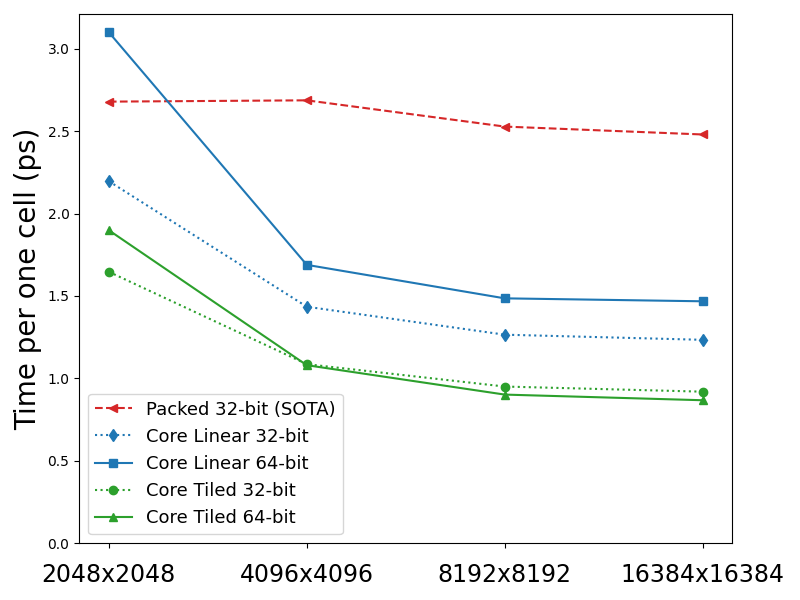 Time per one cell (ps)
3.0
2.5
2.0
1.5
1.0
0.5
0.0
Packed 32-bit (SOTA)
Core Linear 32-bit
Core Linear 64-bit
Core Tiled 32-bit
Core Tiled 64-bit
2048x2048
4096x4096
8192x8192
16384x16384